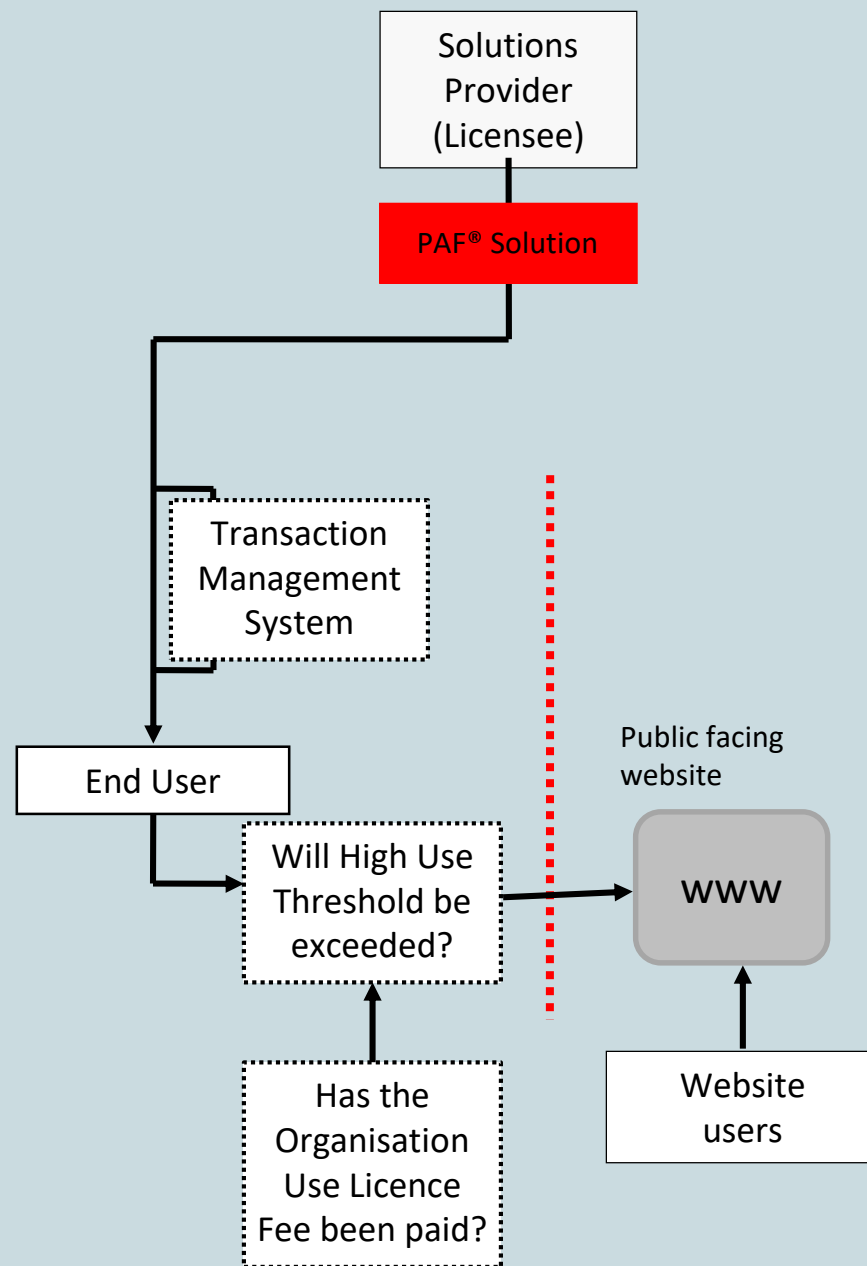 Solutions
Provider
(Licensee)
PAF® Solution
Transaction
Management
System
End User
Public facing
website
Will High Use
Threshold be
exceeded?
www
Has the
Organisation
Use Licence
Fee been paid?
Website
users